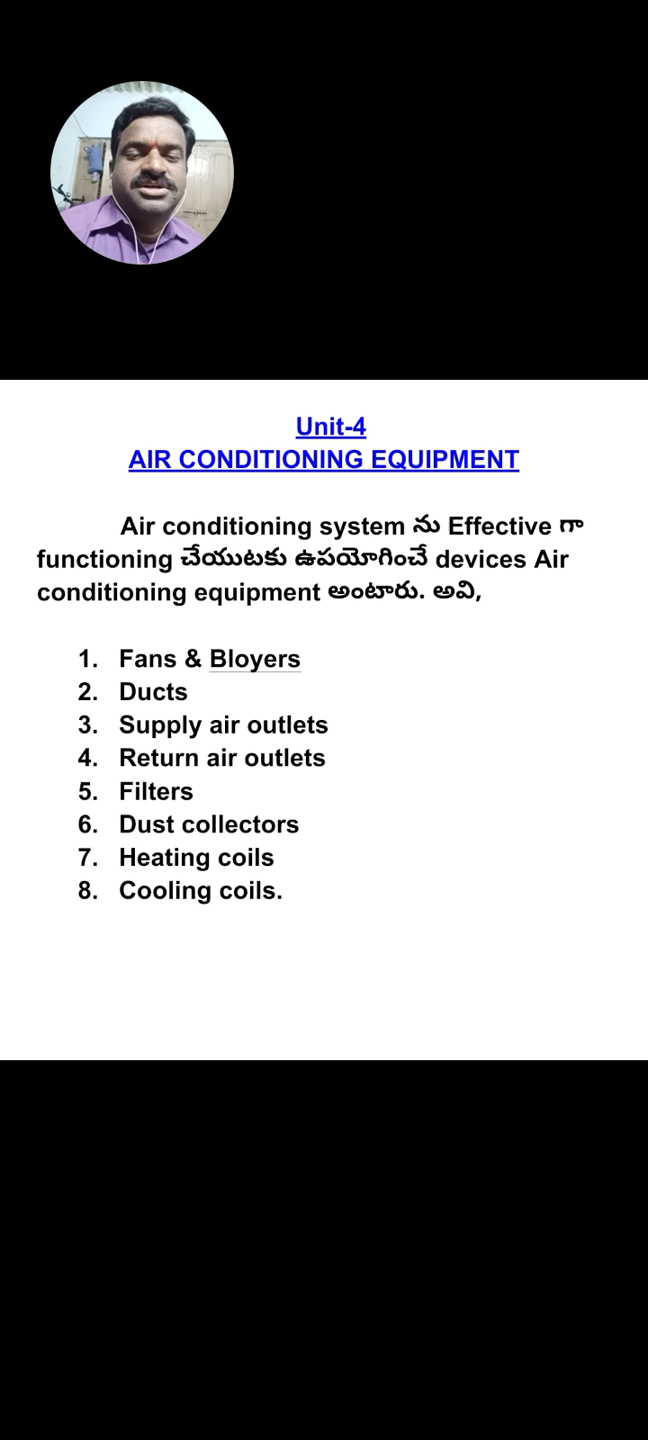 Unit-4
AIR CONDITIONING EQUIPMENT
Air conditioning system ను Effective గా
functioning చేయుటకు ఉపయోగించే devices Air
conditioning equipment అంటారు. అవి,
1. Fans & Bloyers
2. Ducts
3. Supply air outlets
4. Return air outlets
5. Filters
6. Dust collectors
7. Heating coils
8. Cooling coils.